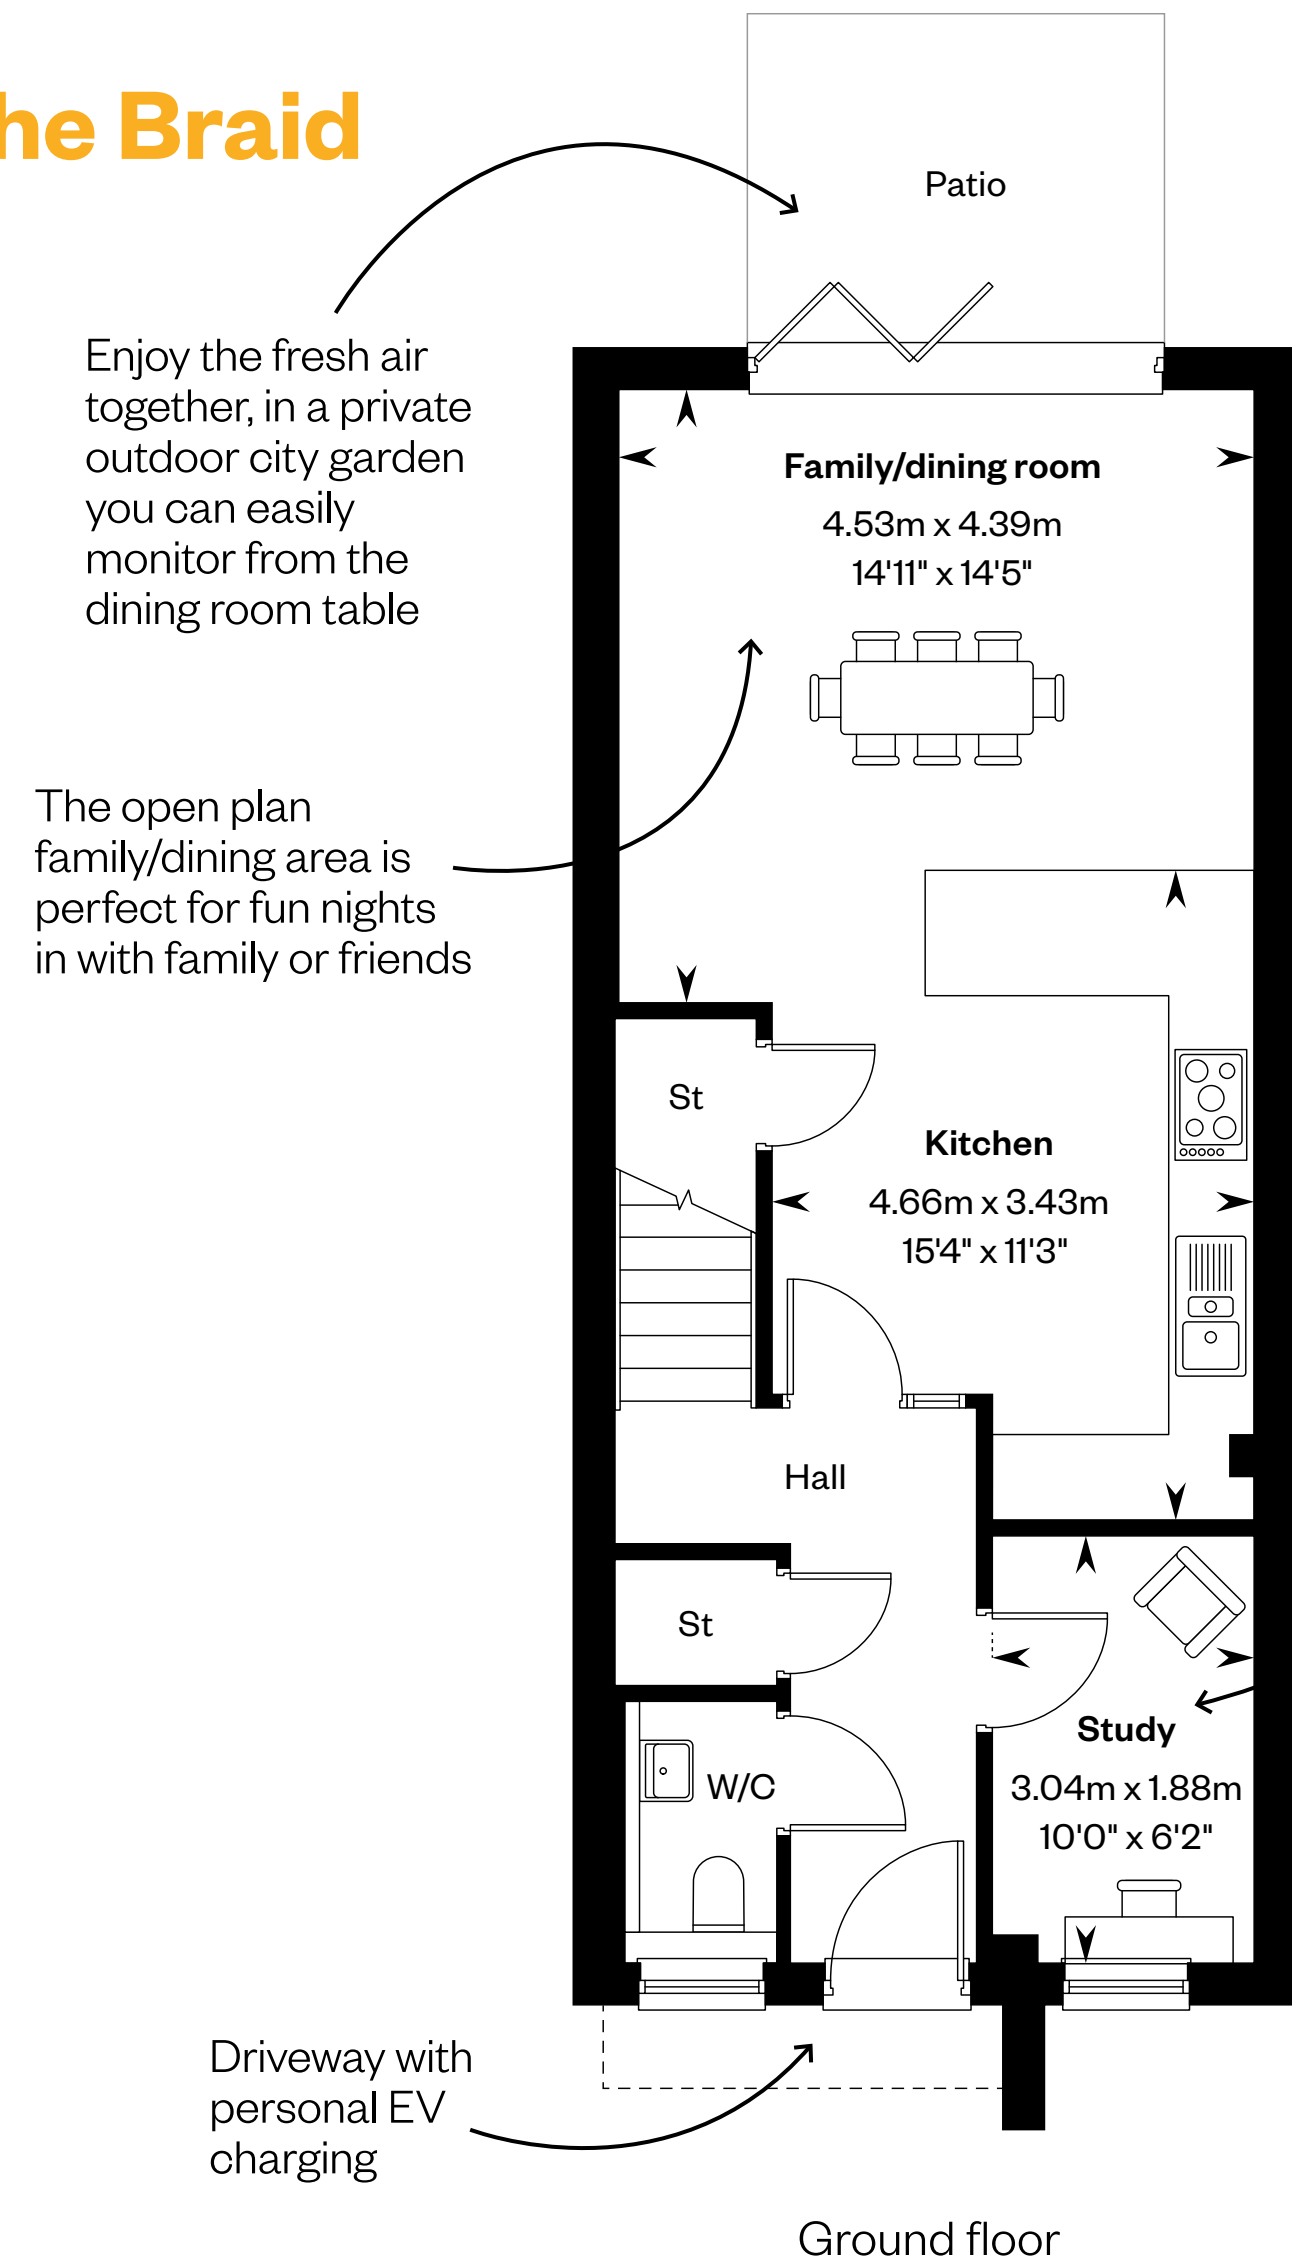 he Braid
Patio
Enjoy the fresh air
together, in a private
outdoor city garden
you can easily
monitor from the
dining room table
Family/dining room
4.53m x 4.39m
14'11" x 14'5"
The open plan
family/dining area is
perfect for fun nights
in with family or friends
St
Kitchen
4.66m x 3.43m
15'4" x 11'3"
Hall
St
Study
3.04m x 1.88m
10'0" x 6'2"
W/C
Driveway with
personal EV
charging
Ground floor